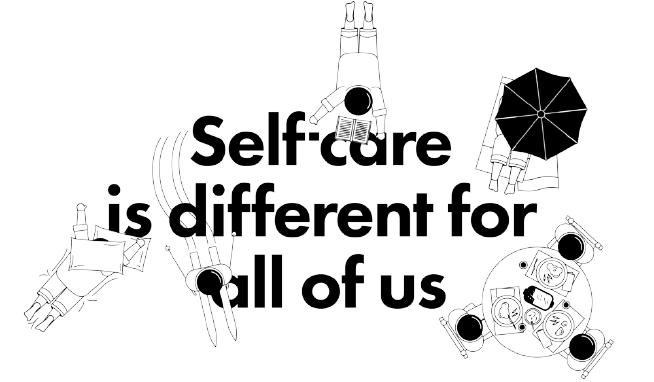 Self-care
is different for
all of us